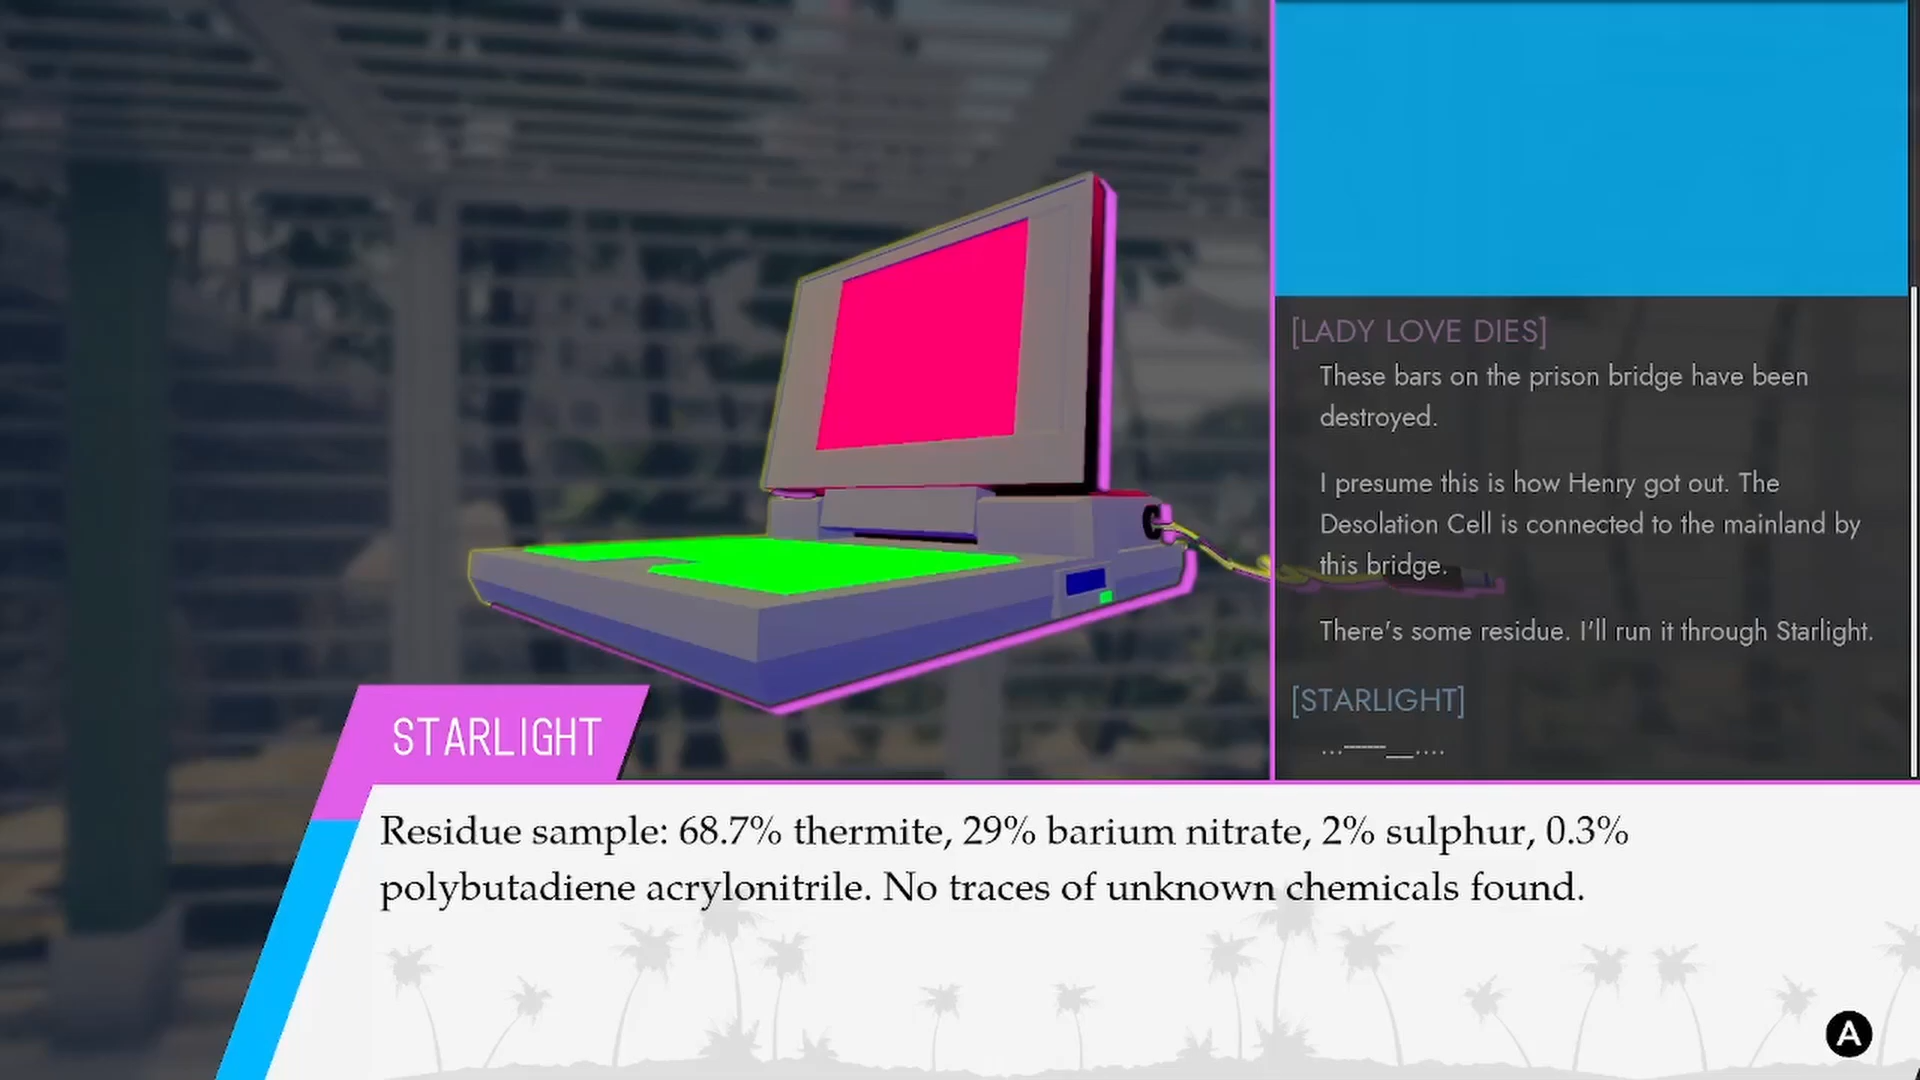 [LADY LOVE DIES]
These bars on the prison bridge have been
destroyed.
I presume this is how Henry got out. The
Desolation Cell is connected to the mainland by
this bridge.
There's some residue. I'll run it through Starlight.
[STARLIGHT]
...-----__....
STARLIGHT
Residue sample: 68.7% thermite, 29% barium nitrate, 2% sulphur, 0.3%
polybutadiene acrylonitrile. No traces of unknown chemicals found.
A